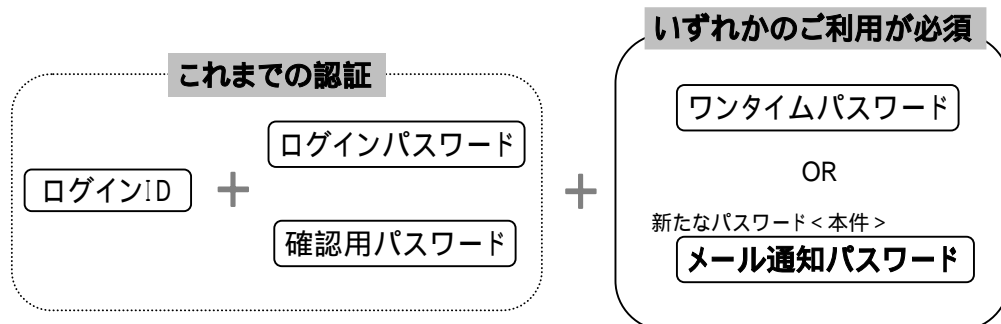 これまでの認証
ログインID
+
ログインパスワード
確認用パスワード
+
いずれかのご利用が必須
ワンタイムパスワード
OR
新たなパスワード<本件>
メール通知パスワード